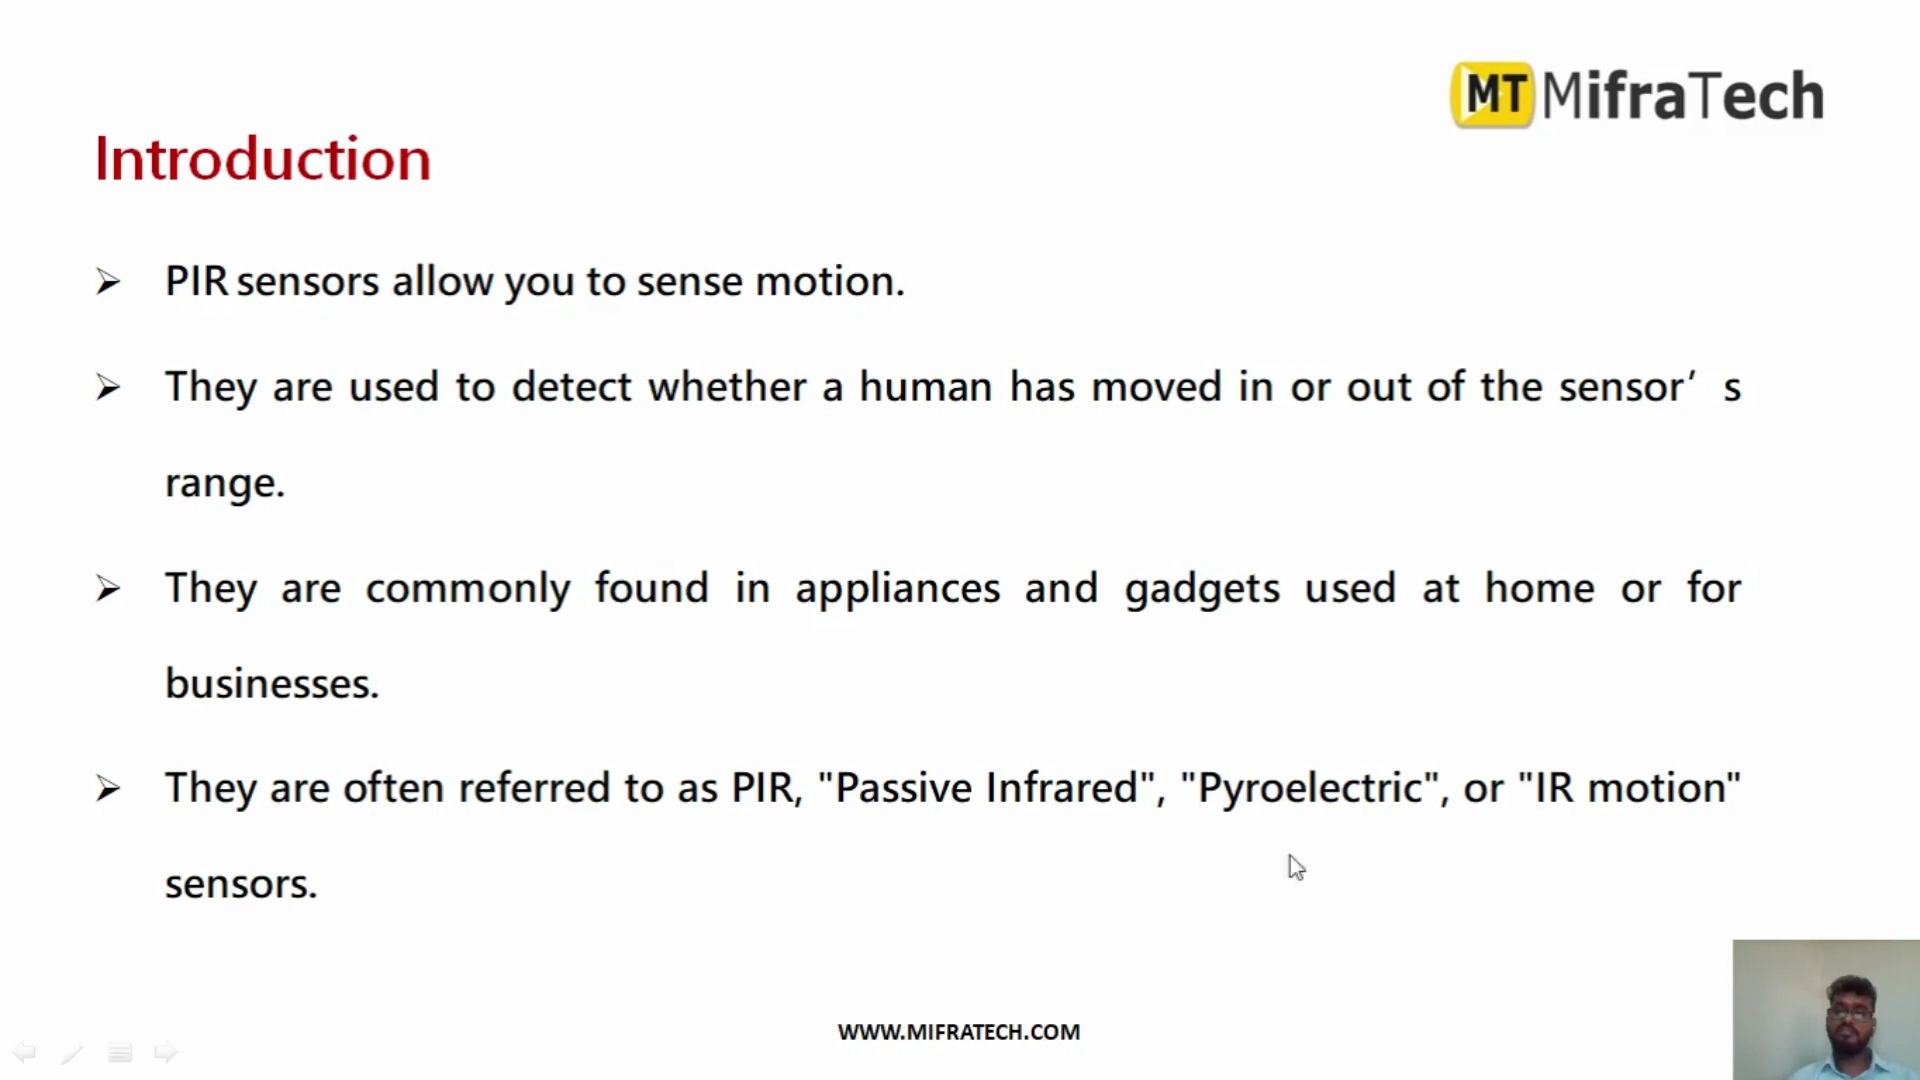 MT MifraTech
Introduction
➢ PIR sensors allow you to sense motion.
➢ They are used to detect whether a human has moved in or out of the sensor’s
range.
➢ They are commonly found in appliances and gadgets used at home or for
businesses.
➢ They are often referred to as PIR, "Passive Infrared", "Pyroelectric", or "IR motion"
sensors.
WWW.MIFRATECH.COM